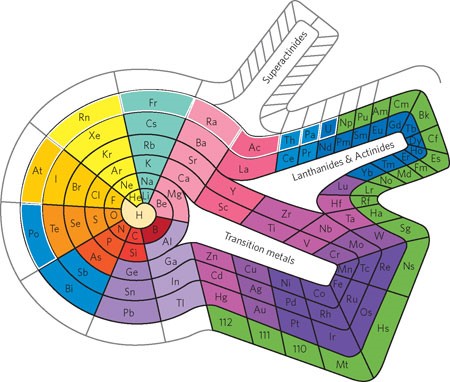 Superactinides
Lanthanides & Actinides
Transition metals
H
He
Li
Be
B
C
N
O
F
Ne
Na
Mg
Al
Si
P
S
Cl
Ar
K
Ca
Ge
As
Se
Br
Kr
Rb
Sr
Sn
Sb
Te
I
Xe
Cs
Ba
Pb
Bi
Po
At
Rn
Fr
Ra
Ac
La
Y
Sc
Th
Pa
U
Np
Pu
Am
Cm
Bk
Cf
Es
Fm
Md
No
Lr
Rf
Ha
Sg
Ns
Hs
Mt
110
111
112
Ce
Pr
Nd
Pm
Sm
Eu
Gd
Tb
Er
Tm
Yb
Lu
Hf
Ta
W
Re
Os
Ir
Pt
Au
Hg
Tl
In
Ga
Zn
Cd
Cu
Ag
Ni
Pd
Co
Rh
Fe
Ru
Mn
Tc
Cr
Mo
V
Nb
Ti
Zr